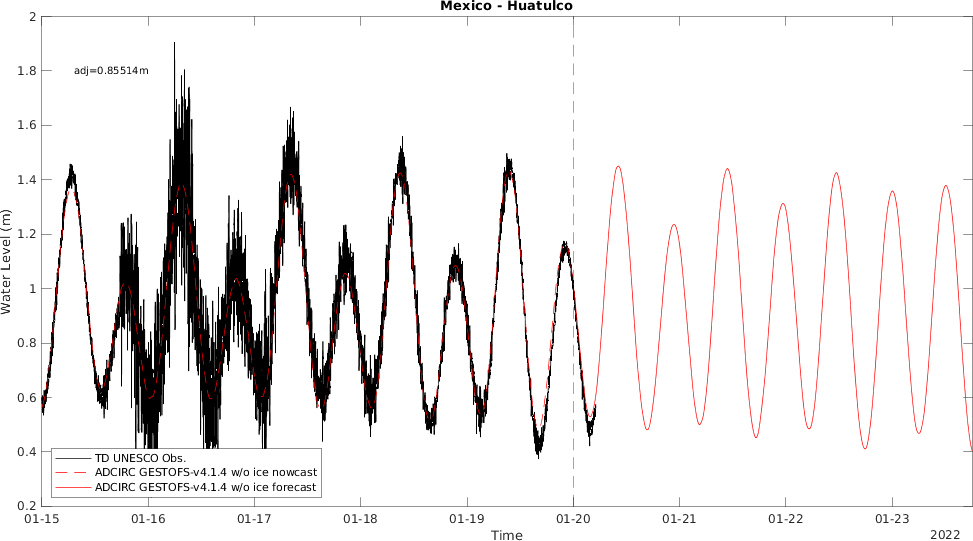 Mexico - Huatulco
2
1.8
1.6
1.4
1.2
1
0.8
0.6
0.4
0.2
Water Level (m)
adj=0.85514m
TD UNESCO Obs.
ADCIRC GESTOFS-v4.1.4 w/o ice nowcast
ADCIRC GESTOFS-v4.1.4 w/o ice forecast
01-15 01-16 01-17 01-18 01-19 01-20 01-21 01-22 01-23
Time
2022